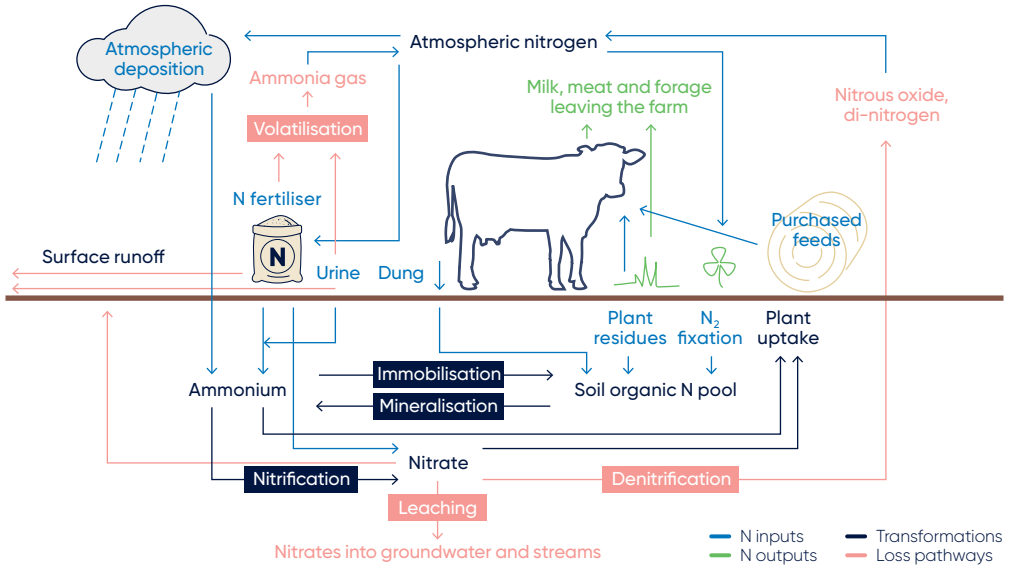 Atmospheric
deposition
Atmospheric nitrogen
Ammonia gas
Volatilisation
Milk, meat and forage
leaving the farm
Nitrous oxide,
di-nitrogen
N fertiliser
N
Purchased
feeds
Surface runoff
Urine
Dung
Plant
residues
N₂
fixation
Plant
uptake
Ammonium
Immobilisation
Mineralisation
Soil organic N pool
Nitrification
Nitrate
Denitrification
Leaching
Nitrates into groundwater and streams
N inputs
N outputs
Transformations
Loss pathways